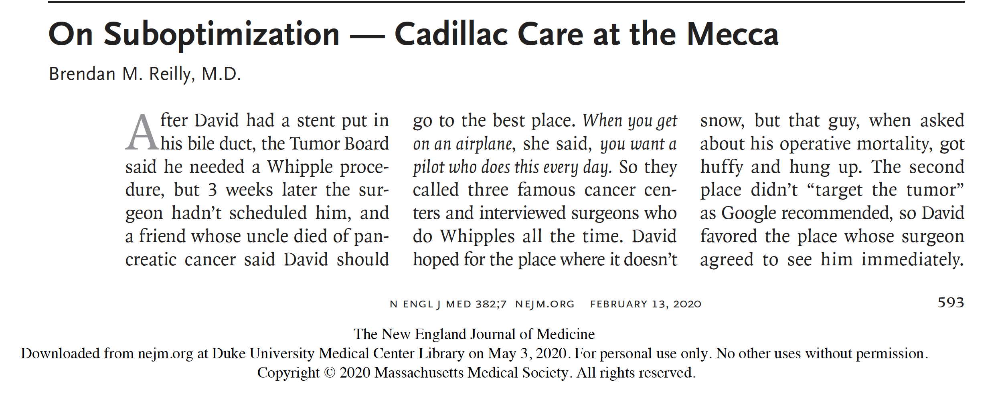 On Suboptimization — Cadillac Care at the Mecca
Brendan M. Reilly, M.D.
After David had a stent put in
his bile duct, the Tumor Board
said he needed a Whipple proce-
dure, but 3 weeks later the sur-
geon hadn’t scheduled him, and
a friend whose uncle died of pan-
creatic cancer said David should
go to the best place. When you get
on an airplane, she said, you want a
pilot who does this every day. So they
called three famous cancer cen-
ters and interviewed surgeons who
do Whipples all the time. David
hoped for the place where it doesn’t
snow, but that guy, when asked
about his operative mortality, got
huffy and hung up. The second
place didn’t “target the tumor”
as Google recommended, so David
favored the place whose surgeon
agreed to see him immediately.
N ENGL J MED 382;7 NEJM.ORG FEBRUARY 13, 2020
593
The New England Journal of Medicine
Downloaded from nejm.org at Duke University Medical Center Library on May 3, 2020. For personal use only. No other uses without permission.
Copyright © 2020 Massachusetts Medical Society. All rights reserved.